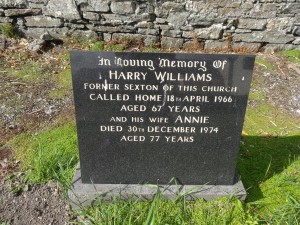 In Loving Memory of
HARRY WILLIAMS
FORMER SEXTON OF THIS CHURCH
CALLED HOME 18TH APRIL 1966
AGED 67 YEARS
AND HIS WIFE ANNIE
DIED 30TH DECEMBER 1974
AGED 77 YEARS